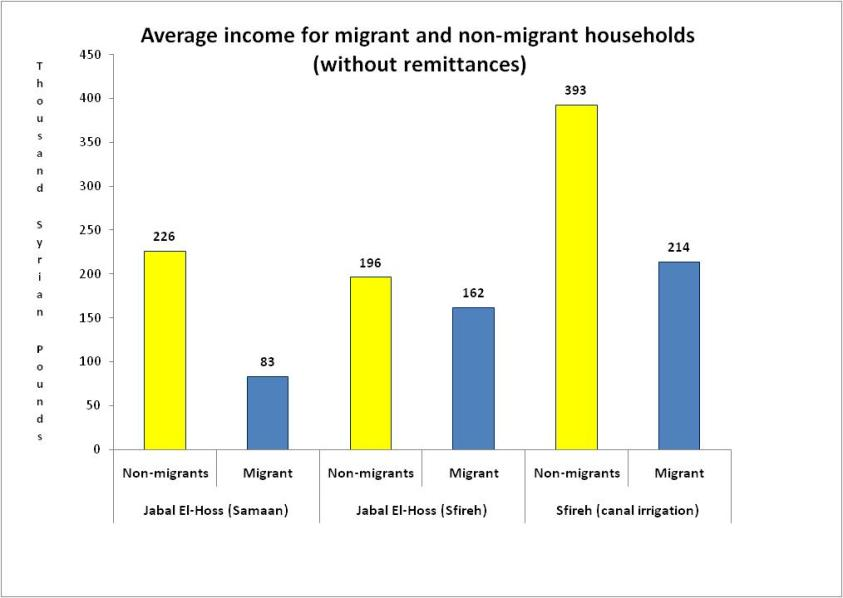 Average income for migrant and non-migrant households
(without remittances)
Thousand Syrian Pounds
450
400
350
300
250
200
150
100
50
0
226
83
196
162
393
214
Non-migrants
Migrant
Non-migrants
Migrant
Non-migrants
Migrant
Jabal El-Hoss (Samaan)
Jabal El-Hoss (Sfireh)
Sfireh (canal irrigation)